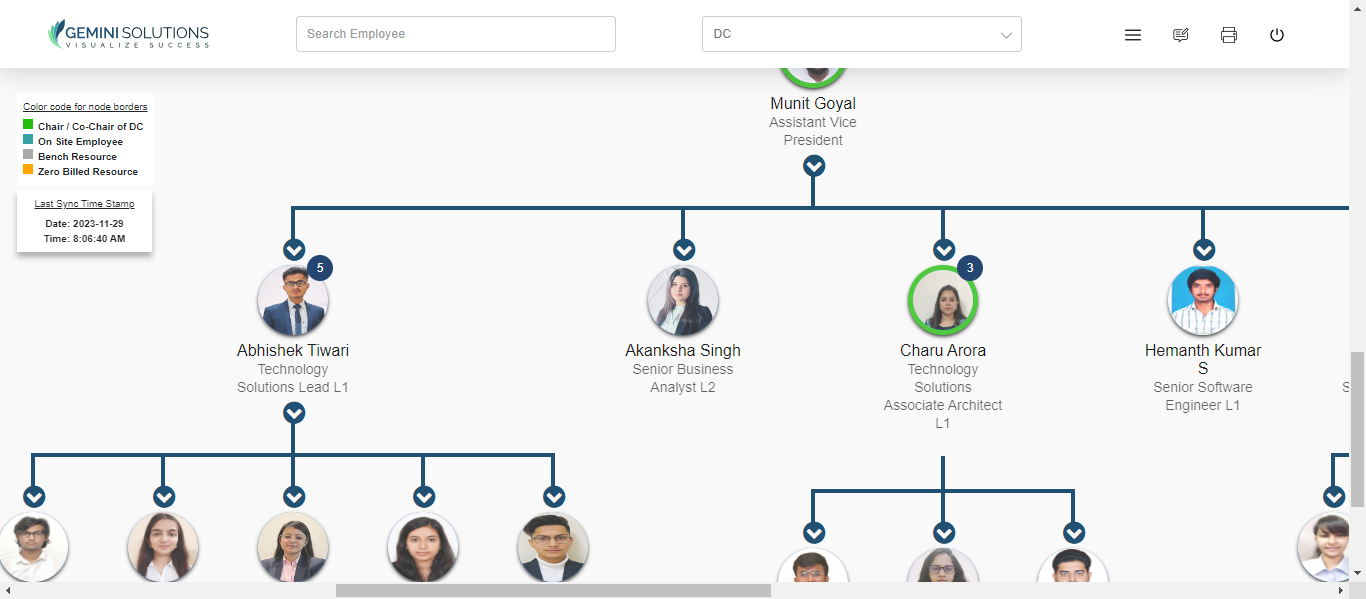 GEMINI SOLUTIONS
VISUALIZE SUCCESS
Search Employee
DC
Munit Goyal
Assistant Vice
President
Color code for node borders
Chair / Co-Chair of DC
On Site Employee
Bench Resource
Zero Billed Resource
Last Sync Time Stamp
Date: 2023-11-29
Time: 8:06:40 AM
5
Abhishek Tiwari
Technology
Solutions Lead L1
Akanksha Singh
Senior Business
Analyst L2
3
Charu Arora
Technology
Solutions
Associate Architect
L1
Hemanth Kumar
S
Senior Software
Engineer L1
S